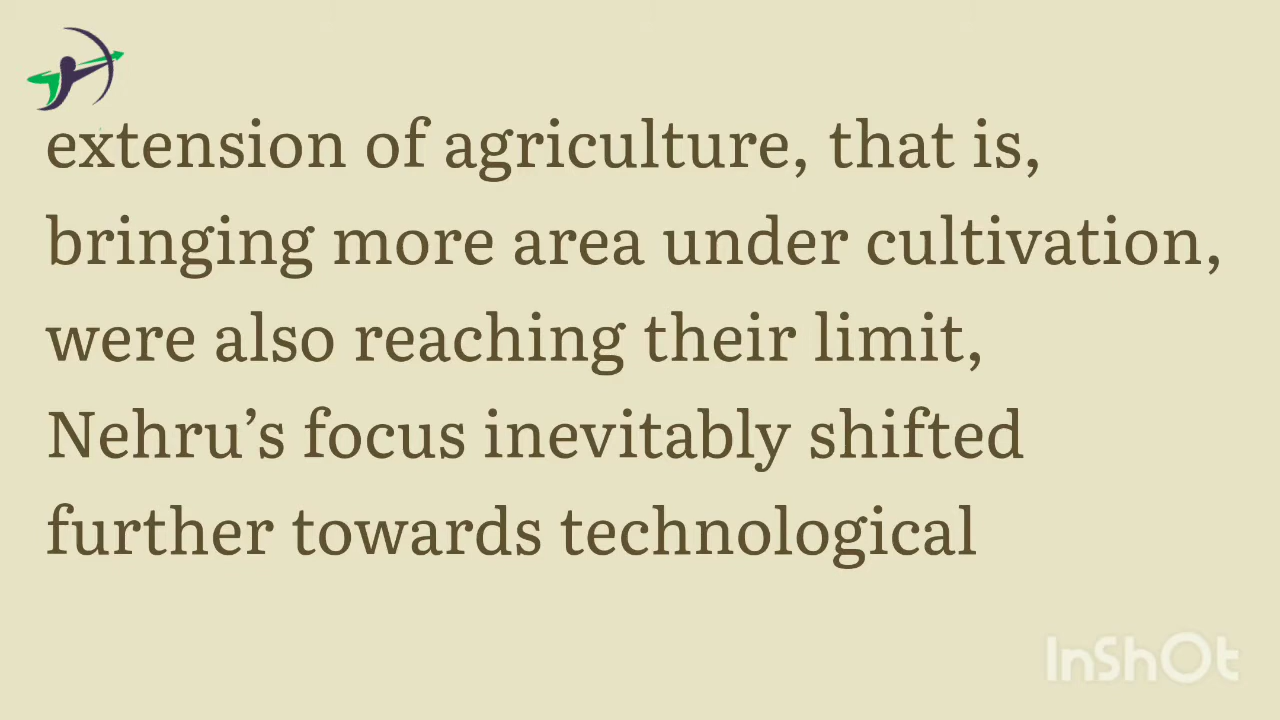 extension of agriculture, that is,
bringing more area under cultivation,
were also reaching their limit,
Nehru’s focus inevitably shifted
further towards technological
InShOt